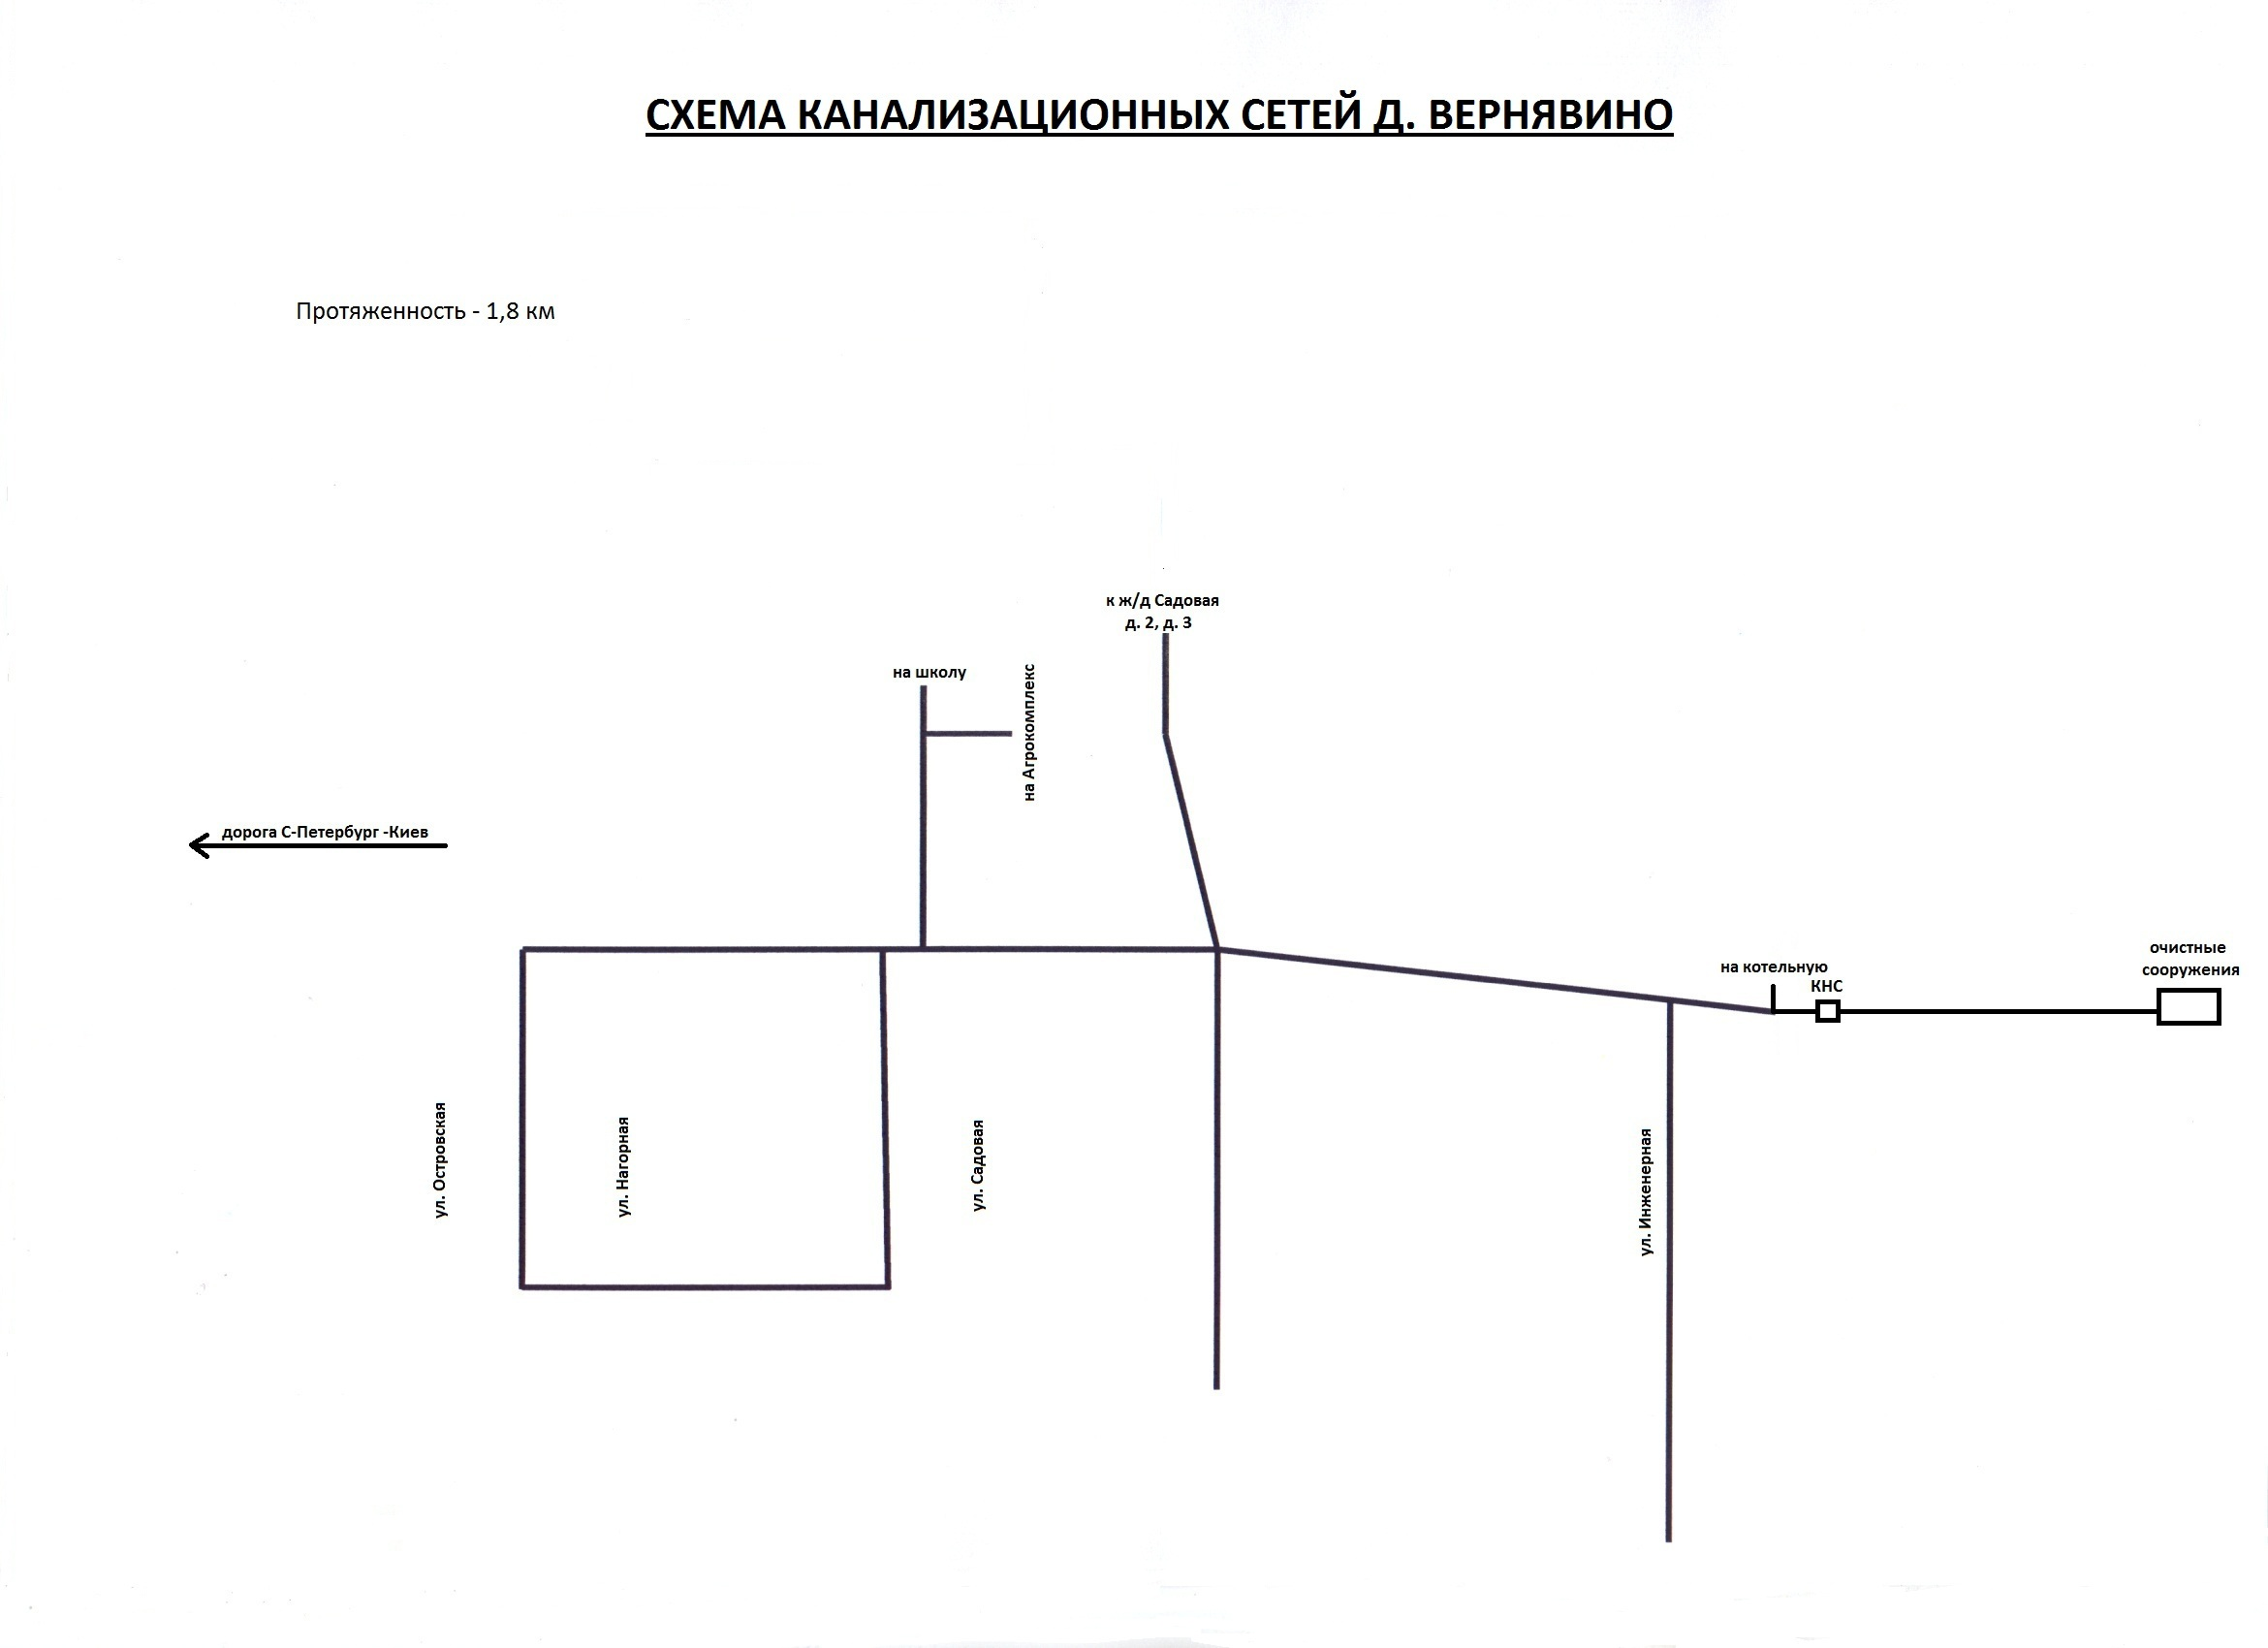 СХЕМА КАНАЛИЗАЦИОННЫХ СЕТЕЙ Д. ВЕРНЯВИНО
Протяженность - 1,8 км
к ж/д Садовая
д. 2, д. 3
на школу
на Агрокомплекс
дорога С-Петербург -Киев
очистные
сооружения
на котельную
КНС
ул. Островская
ул. Нагорная
ул. Садовая
ул. Инженерная